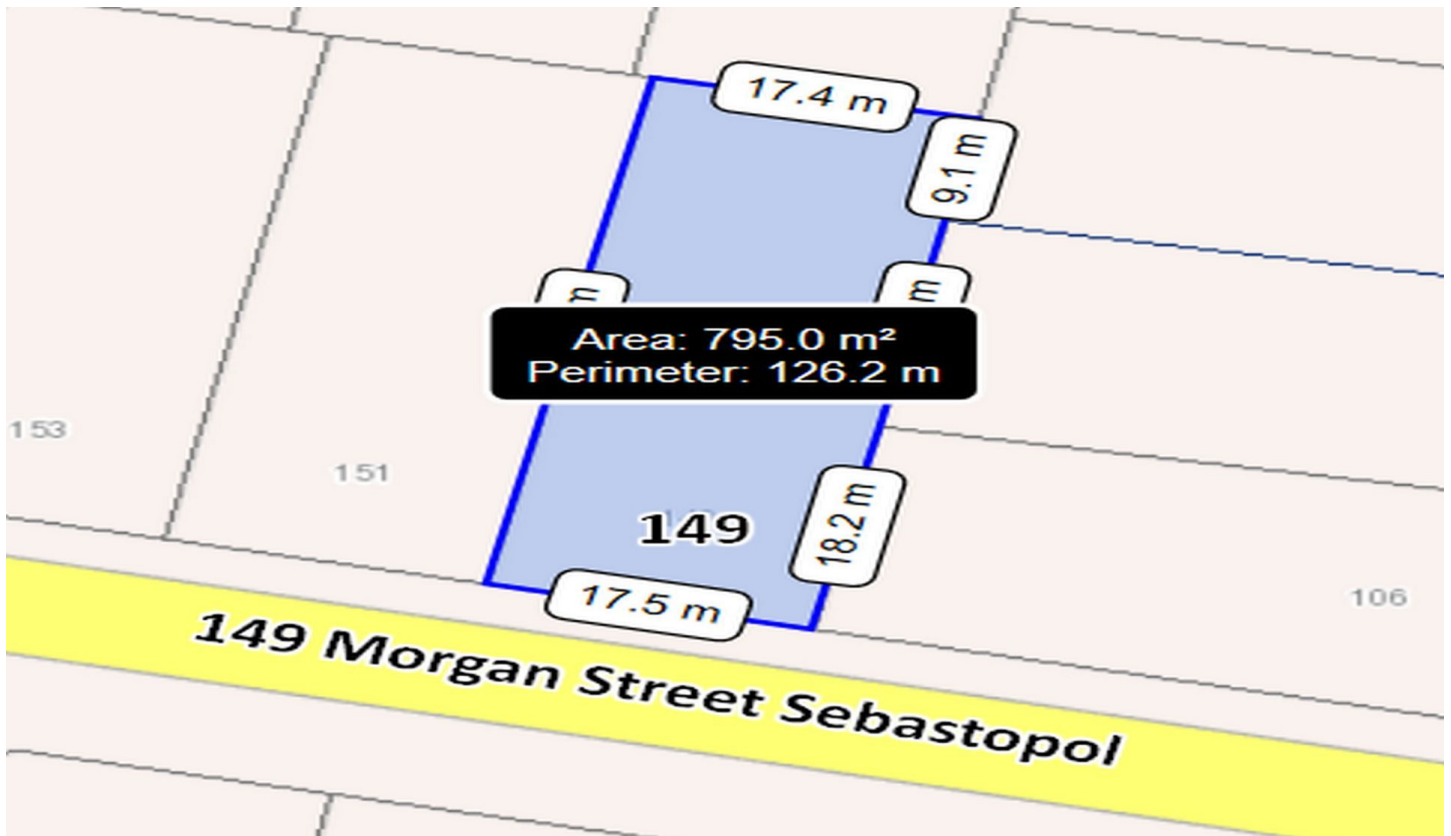 17.4 m
9.1 m
m
m
Area: 795.0 m²
Perimeter: 126.2 m
153
151
149
18.2 m
17.5 m
106
149 Morgan Street Sebastopol